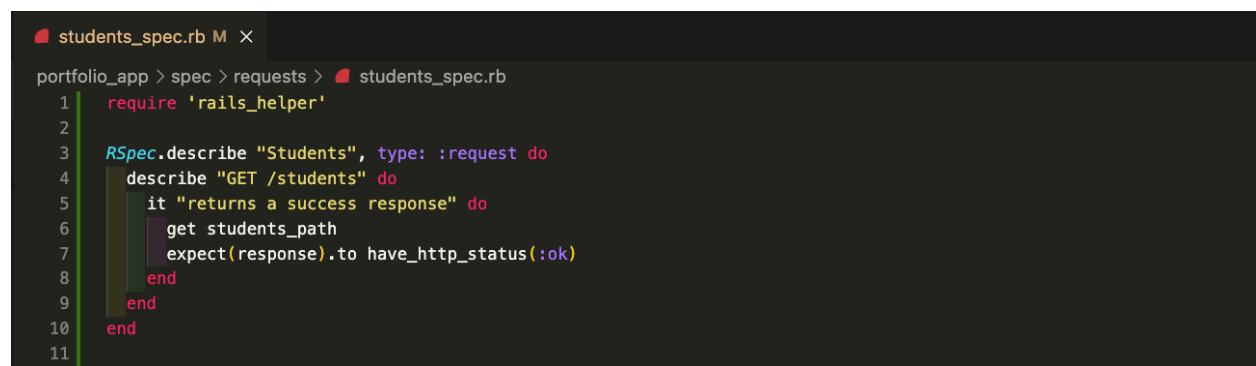 students_spec.rb M ×
portfolio_app > spec > requests > students_spec.rb
1 require 'rails_helper'
2
3 RSpec.describe "Students", type: :request do
4   describe "GET /students" do
5     it "returns a success response" do
6       get students_path
7       expect(response).to have_http_status(:ok)
8     end
9   end
10 end
11